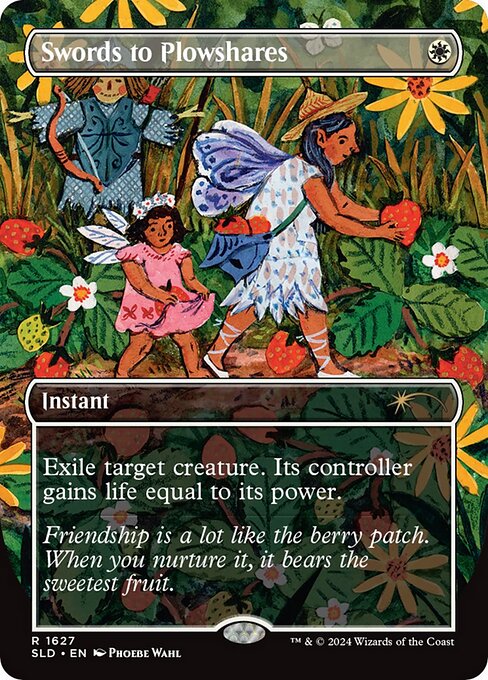 Swords to Plowshares
Instant
Exile target creature. Its controller
gains life equal to its power.
Friendship is a lot like the berry patch.
When you nurture it, it bears the
sweetest fruit.
R 1627
SLD • EN Phoebe Wahl
™ & © 2024 Wizards of the Coast